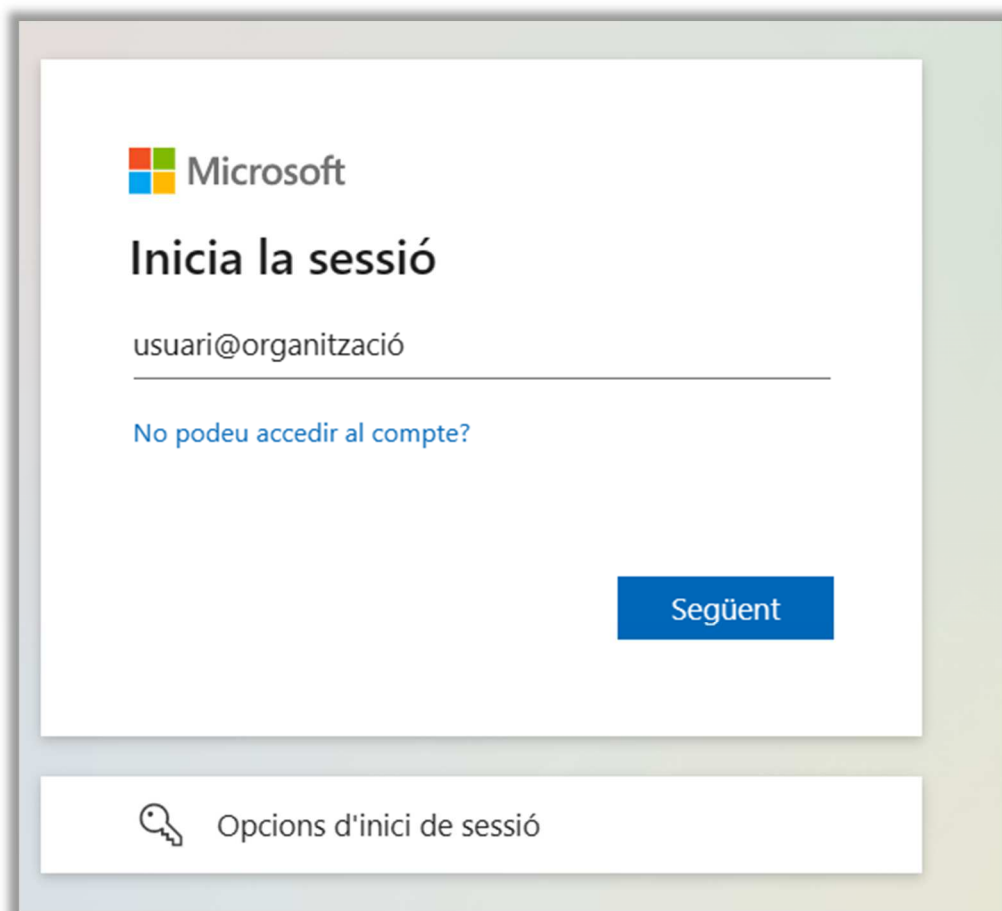 Microsoft
Inicia la sessió
usuari@organització
No podeu accedir al compte?
Següent
Opcions d'inici de sessió